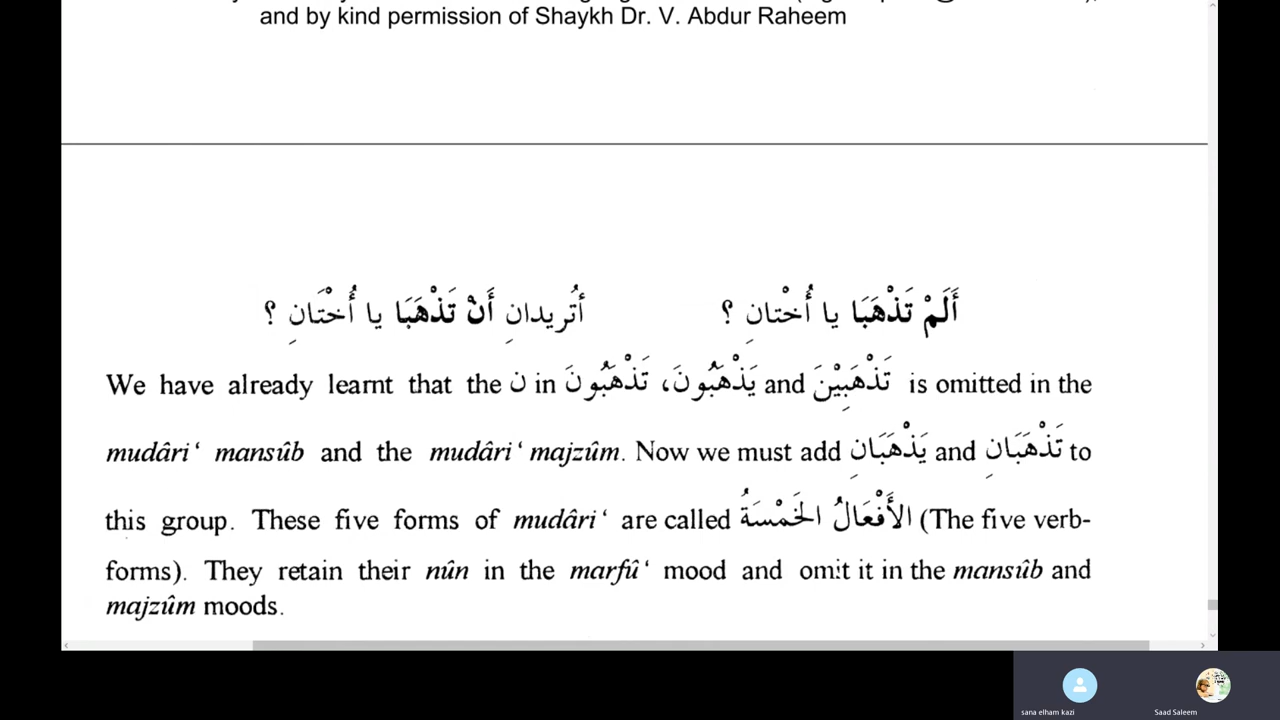 and by kind permission of Shaykh Dr. V. Abdur Raheem
أَلَمْ تَذْهَبَا يا أُخْتانِ ؟ أتُريدانِ أَنْ تَذْهَبَا يا أُخْتَانِ ؟
We have already learnt that the ن in يَذْهَبُونَ، تَذْهَبُونَ and تَذْهَبِيْنَ is omitted in the
mudâri‘ mansûb and the mudâri‘ majzûm. Now we must add يَذْهَبَانِ and تَذْهَبَانِ to
this group. These five forms of mudâri‘ are called الأَفْعَالُ الخَمْسَةُ (The five verb-
forms). They retain their nûn in the marfû‘ mood and omit it in the mansûb and
majzûm moods.
sana elham kazi
Saad Saleem